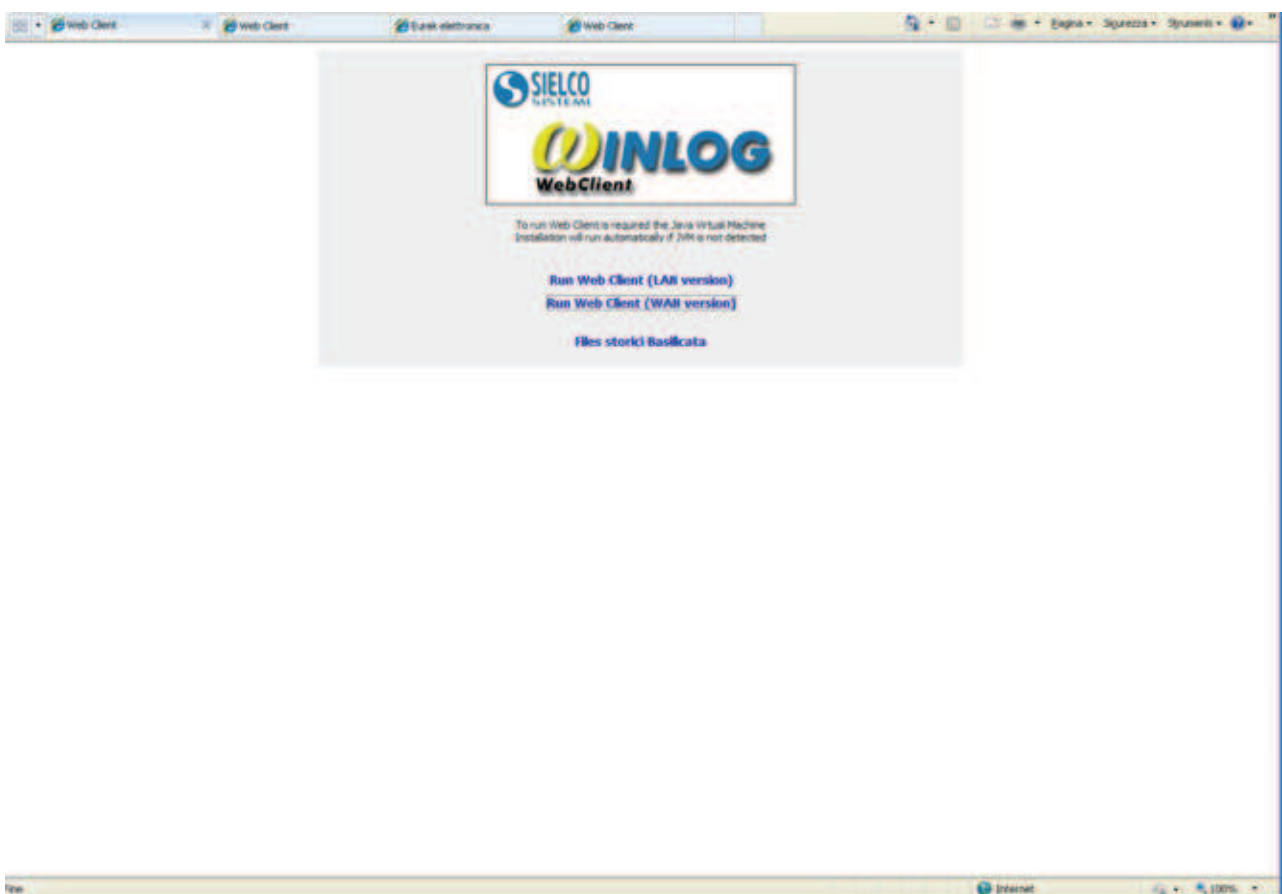 Web Client
Web Client
Eurek elettronica
Web Client
Pagina
Sicurezza
Strumenti
SIELCO
SISTEMI
WINLOG
WebClient
To run Web Client is required the Java Virtual Machine
Installation will run automatically if JVM is not detected
Run Web Client (LAN version)
Run Web Client (WAN version)
Files storici Basilicata
Fine
Internet
100%